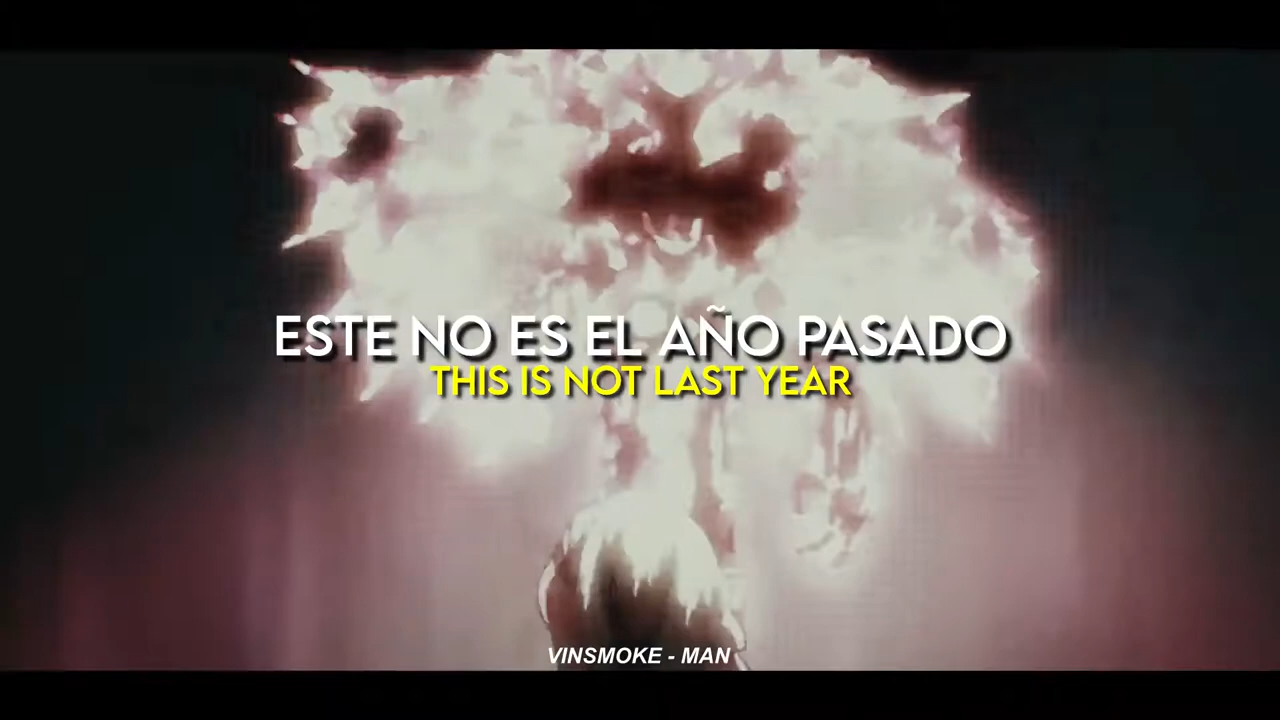 ESTE NO ES EL AÑO PASADO
THIS IS NOT LAST YEAR
VINSMOKE - MAN